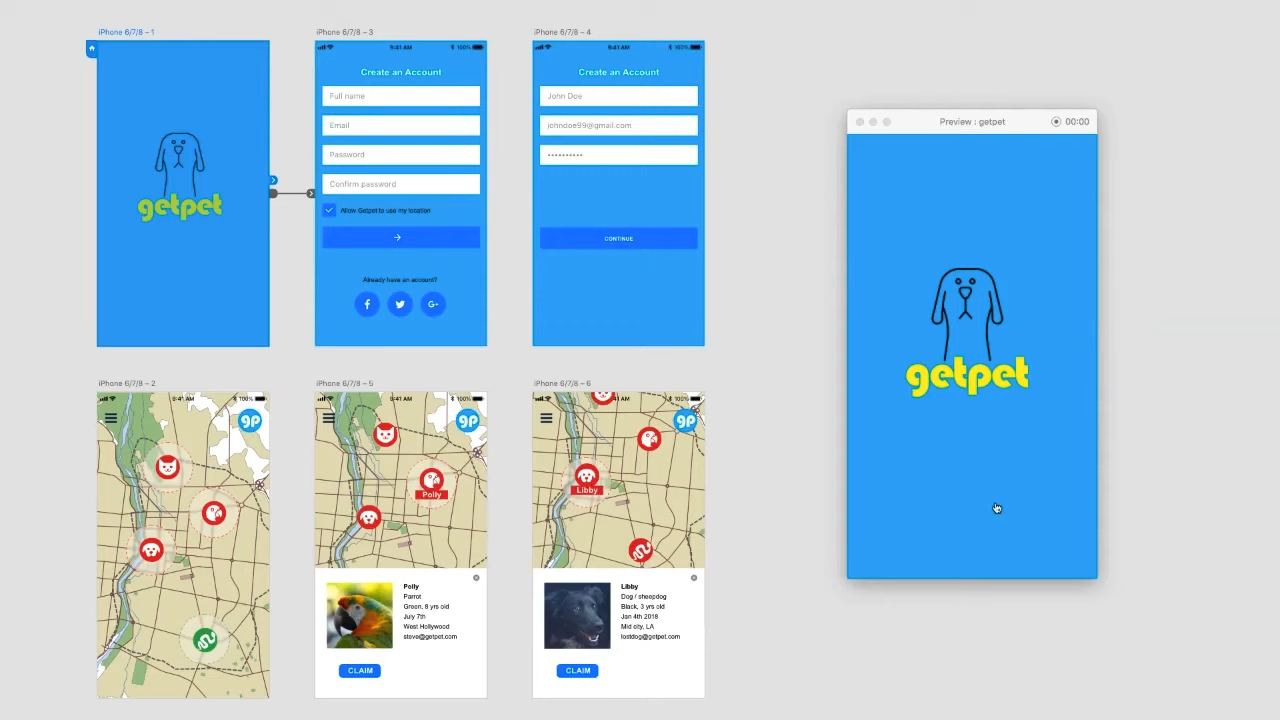 iPhone 6/7/8 – 1
getpet
iPhone 6/7/8 – 3
9:41 AM
100%
Create an Account
Full name
Email
Password
Confirm password
Allow Getpet to use my location
Already have an account?
f
G+
iPhone 6/7/8 – 4
9:41 AM
100%
Create an Account
John Doe
johndoe99@gmail.com
••••••••••
CONTINUE
Preview : getpet
00:00
getpet
iPhone 6/7/8 – 2
9:41 AM
100%
gp
iPhone 6/7/8 – 5
9:41 AM
100%
gp
Polly
Polly
Parrot
Green, 8 yrs old
July 7th
West Hollywood
steve@getpet.com
CLAIM
iPhone 6/7/8 – 6
41 AM
100%
gp
Libby
Libby
Dog / sheepdog
Black, 3 yrs old
Jan 4th 2018
Mid city, LA
lostdog@getpet.com
CLAIM